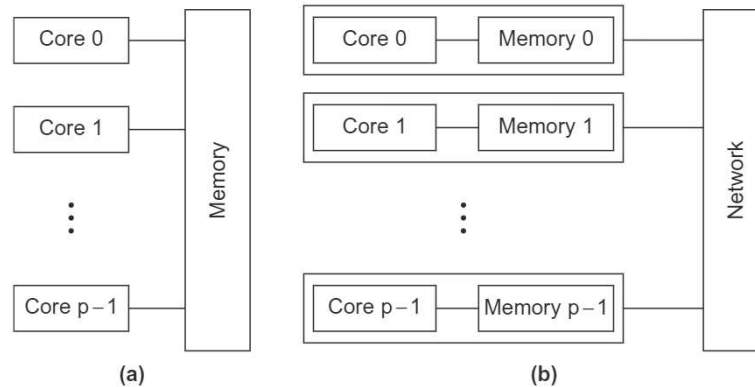 Core 0
Core 1
Core p−1
Memory
(a)
Core 0 Memory 0
Core 1 Memory 1
Core p−1 Memory p−1
Network
(b)